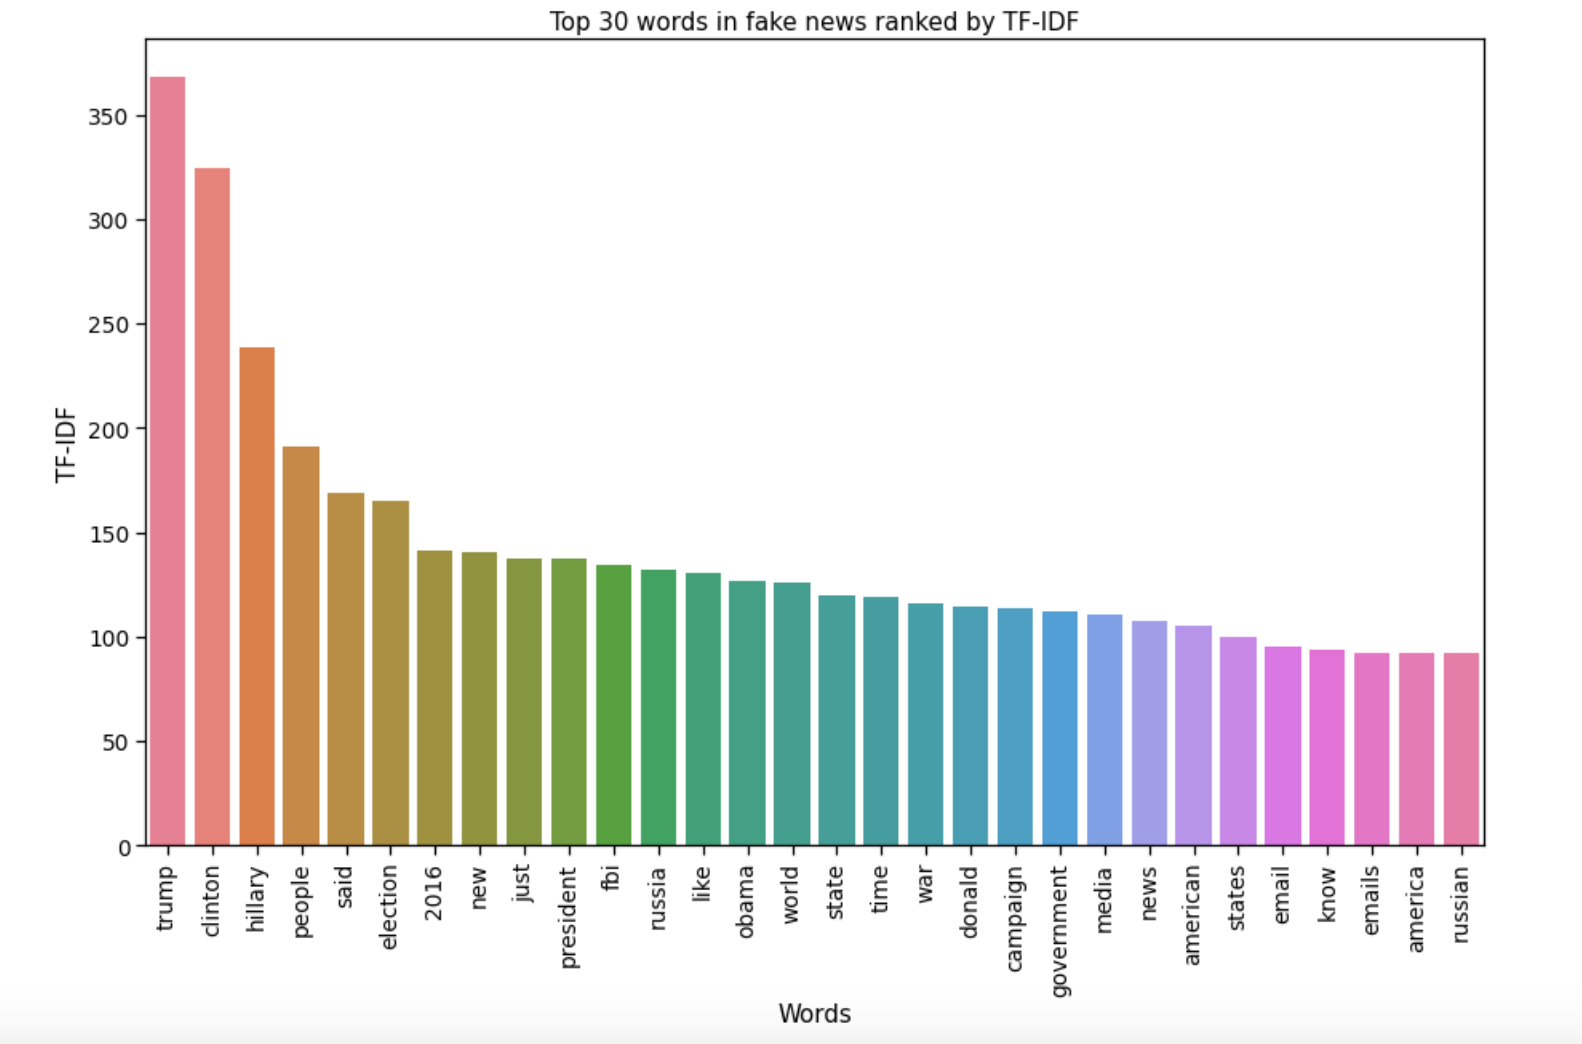 Top 30 words in fake news ranked by TF-IDF
TF-IDF
350
300
250
200
150
100
50
0
trump
clinton
hillary
people
said
election
2016
new
just
president
fbi
russia
like
obama
world
state
time
war
donald
campaign
government
media
news
american
states
email
know
emails
america
russian
Words